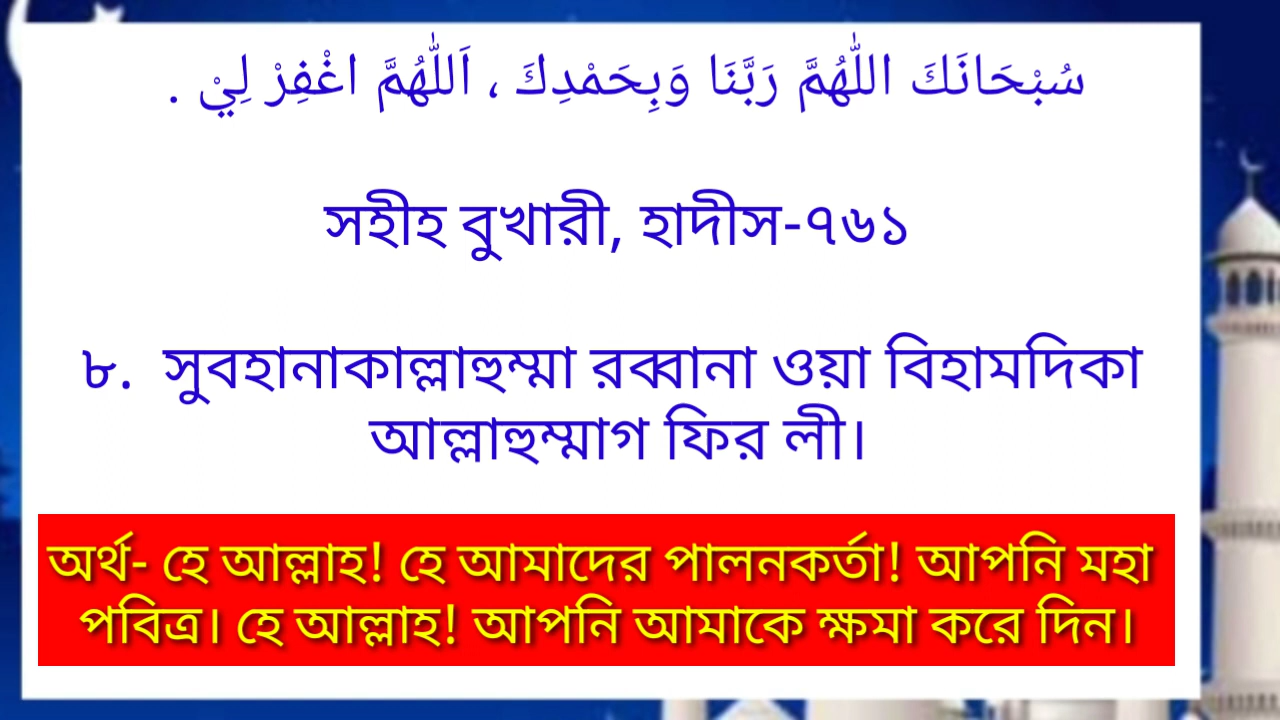 سُبْحَانَكَ اللّٰهُمَّ رَبَّنَا وَبِحَمْدِكَ ، اَللّٰهُمَّ اغْفِرْ لِيْ .
সহীহ বুখারী, হাদীস-৭৬১
৮. সুবহানাকাল্লাহুম্মা রব্বানা ওয়া বিহামদিকা
আল্লাহুম্মাগ ফির লী।
অর্থ- হে আল্লাহ! হে আমাদের পালনকর্তা! আপনি মহা
পবিত্র। হে আল্লাহ! আপনি আমাকে ক্ষমা করে দিন।